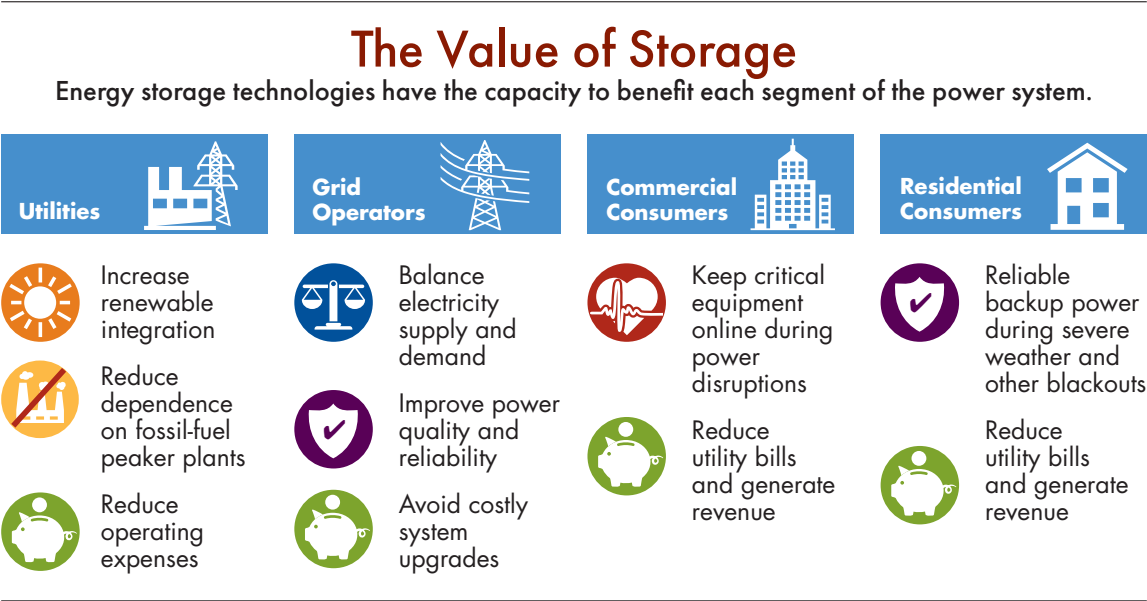 The Value of Storage
Energy storage technologies have the capacity to benefit each segment of the power system.
Utilities
Increase
renewable
integration
Reduce
dependence
on fossil-fuel
peaker plants
Reduce
operating
expenses
Grid
Operators
Balance
electricity
supply and
demand
Improve power
quality and
reliability
Avoid costly
system
upgrades
Commercial
Consumers
Keep critical
equipment
online during
power
disruptions
Reduce
utility bills
and generate
revenue
Residential
Consumers
Reliable
backup power
during severe
weather and
other blackouts
Reduce
utility bills
and generate
revenue